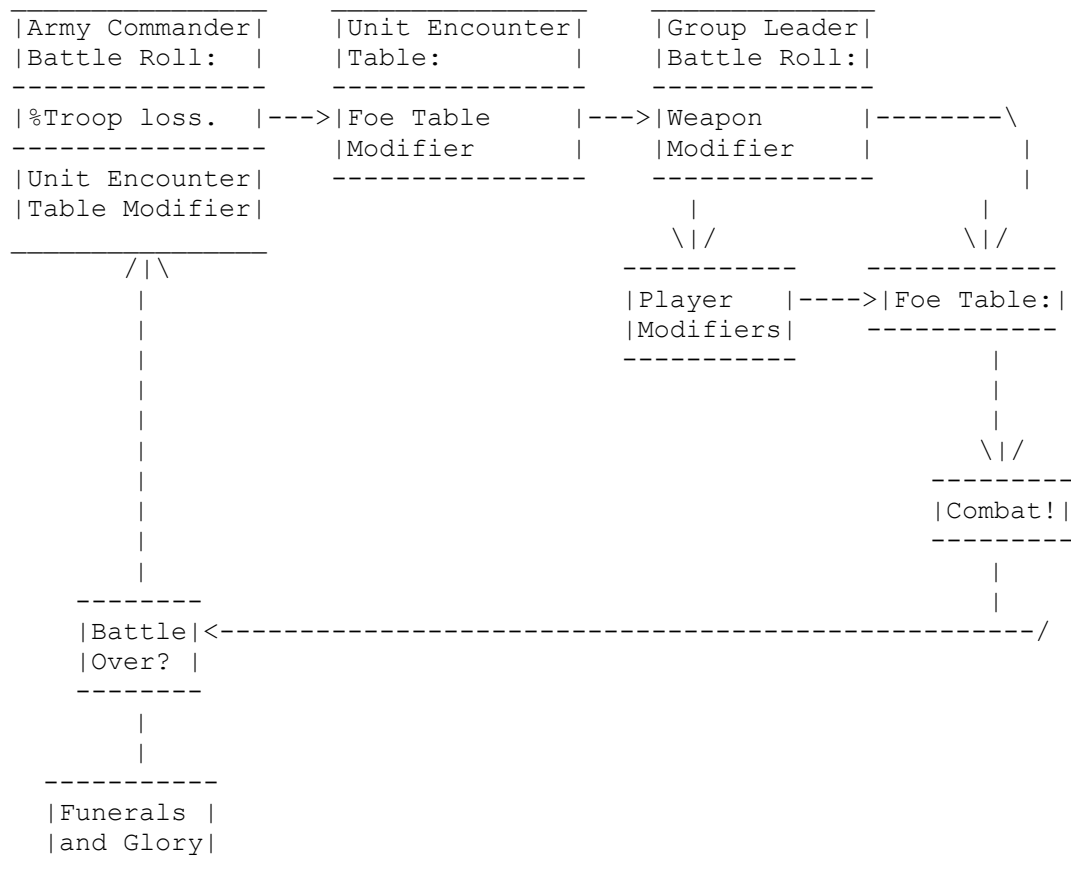 Army Commander
Battle Roll:
%Troop loss.
Unit Encounter
Table Modifier
Unit Encounter
Table:
Foe Table
Modifier
Group Leader
Battle Roll:
Weapon
Modifier
Player
Modifiers
Foe Table:
Combat!
Battle
Over?
Funerals
and Glory